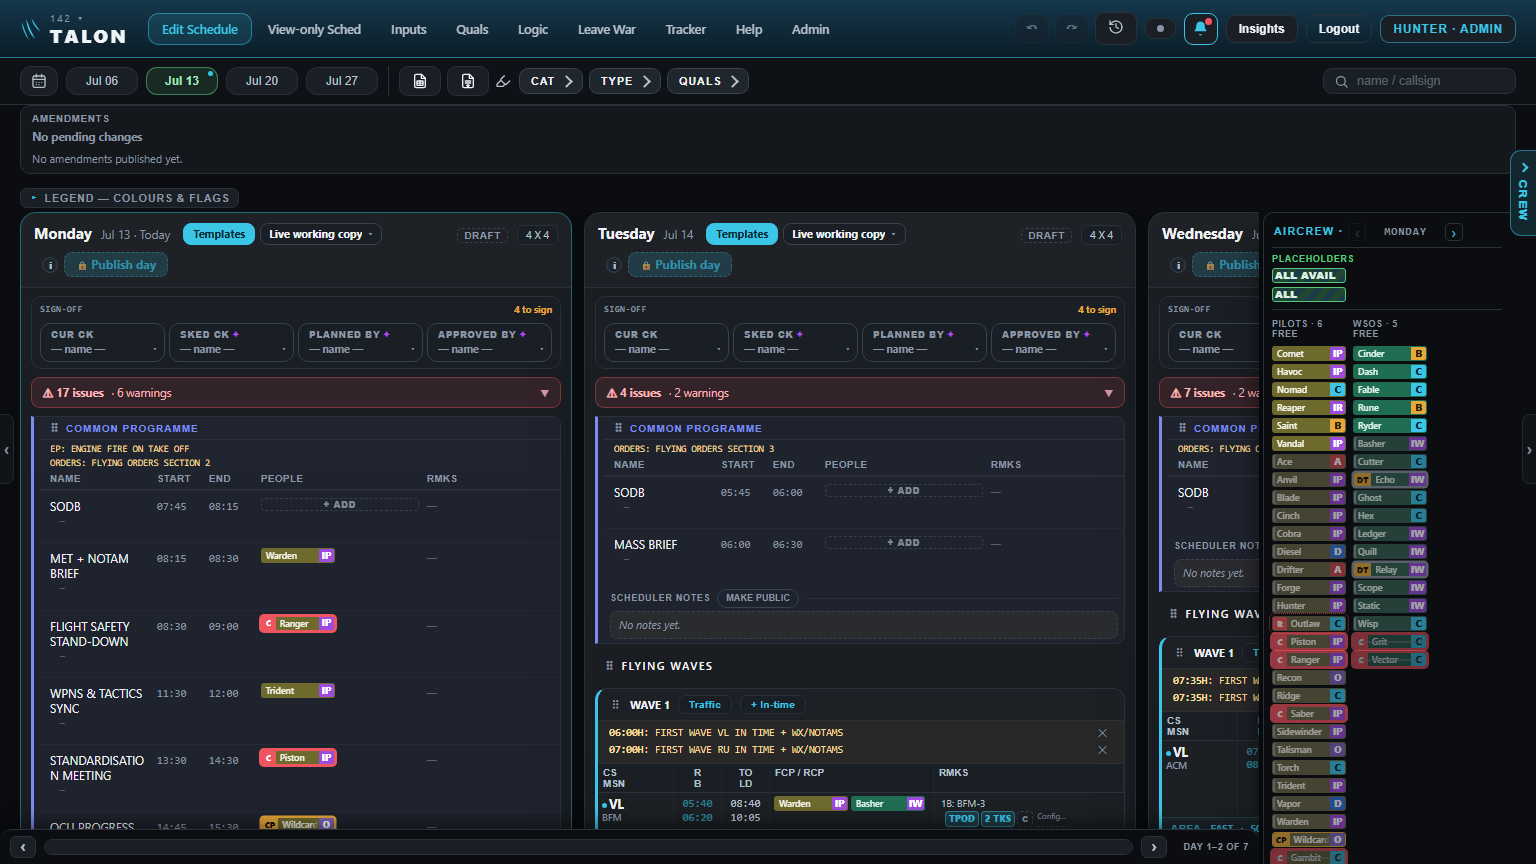 142
TALON
Edit Schedule
View-only Sched
Inputs
Quals
Logic
Leave War
Tracker
Help
Admin
Insights
Logout
HUNTER · ADMIN
Jul 06
Jul 13
Jul 20
Jul 27
CAT
TYPE
QUALS
name / callsign
AMENDMENTS
No pending changes
No amendments published yet.
LEGEND — COLOURS & FLAGS
CREW
Monday Jul 13 · Today
Templates
Live working copy
DRAFT
4 X 4
Publish day
SIGN-OFF
4 to sign
CUR CK
— name —
SKED CK
— name —
PLANNED BY
— name —
APPROVED BY
— name —
17 issues · 6 warnings
COMMON PROGRAMME
EP: ENGINE FIRE ON TAKE OFF
ORDERS: FLYING ORDERS SECTION 2
NAME START END PEOPLE RMKS
SODB 07:45 08:15 + ADD —
—
MET + NOTAM BRIEF 08:15 08:30 Warden IP —
—
FLIGHT SAFETY STAND-DOWN 08:30 09:00 C Ranger IP —
—
WPNS & TACTICS SYNC 11:30 12:00 Trident IP —
—
STANDARDISATIO
N MEETING 13:30 14:30 C Piston IP —
—
OCU PROGRESS 14:45 15:30 CP Wildcard O
Tuesday Jul 14
Templates
Live working copy
DRAFT
4 X 4
Publish day
SIGN-OFF
4 to sign
CUR CK
— name —
SKED CK
— name —
PLANNED BY
— name —
APPROVED BY
— name —
4 issues · 2 warnings
COMMON PROGRAMME
ORDERS: FLYING ORDERS SECTION 3
NAME START END PEOPLE RMKS
SODB 05:45 06:00 + ADD —
—
MASS BRIEF 06:00 06:30 + ADD —
—
SCHEDULER NOTES MAKE PUBLIC
No notes yet.
FLYING WAVES
WAVE 1 Traffic + In-time
06:00H: FIRST WAVE VL IN TIME + WX/NOTAMS
07:00H: FIRST WAVE RU IN TIME + WX/NOTAMS
CS R TO FCP / RCP RMKS
MSN B LD
VL 05:40 08:40 Warden IP Basher IW 1B: BFM-3
BFM 06:20 10:05 TPOD 2 TKS C Config...
Wednesday Ju
Publish
SIGN-OFF
CUR CK
— name —
7 issues · 2 wa
COMMON P
ORDERS: FLYING O
NAME
SODB
—
SCHEDULER NOT
No notes yet.
FLYING WAV
WAVE 1 T
07:35H: FIRST W
07:35H: FIRST W
CS
MSN
VL 07
ACM 08
AREA FAST · SO
AIRCREW ·
MONDAY
PLACEHOLDERS
ALL AVAIL
ALL
PILOTS · 6 FREE
WSOS · 5 FREE
Comet IP Cinder B
Havoc IP Dash C
Nomad C Fable C
Reaper IR Rune B
Saint B Ryder C
Vandal IP Basher IW
Ace A Cutter C
Anvil IP DT Echo IW
Blade IP Ghost C
Cinch IP Hex C
Cobra IP Ledger IW
Diesel D Quill IW
Drifter A DT Relay IW
Forge IP Scope IW
Hunter IP Static IW
R Outlaw C Wisp C
C Piston IP C Grit C
C Ranger IP C Vector C
Recon O
Ridge C
C Saber IP
Sidewinder IP
Talisman O
Torch C
Trident IP
Vapor D
Warden IP
CP Wildcard O
C Gambit C
DAY 1–2 OF 7